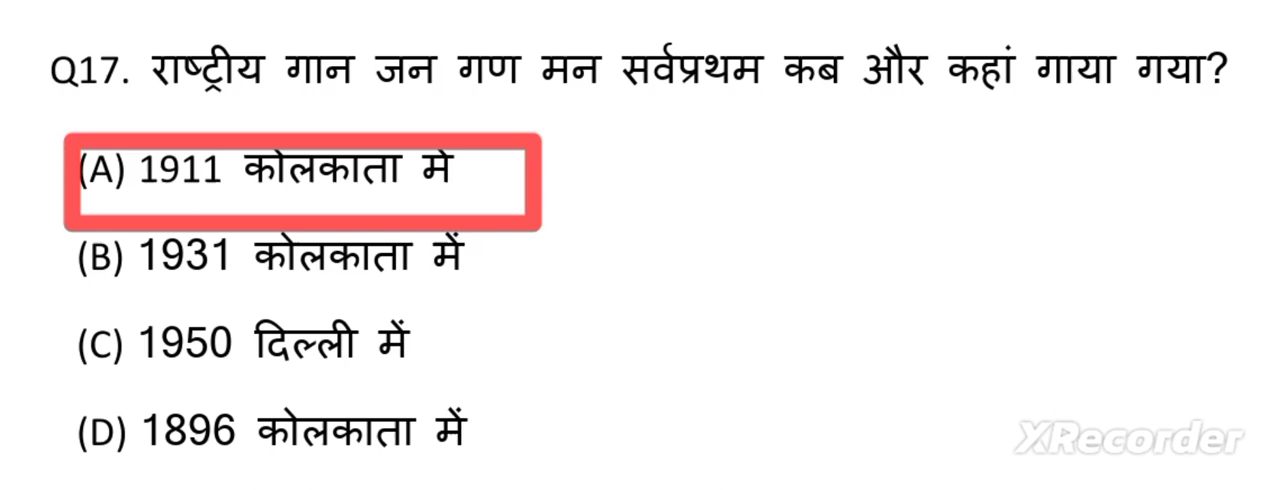 Q17. राष्ट्रीय गान जन गण मन सर्वप्रथम कब और कहां गाया गया?
(A) 1911 कोलकाता में
(B) 1931 कोलकाता में
(C) 1950 दिल्ली में
(D) 1896 कोलकाता में
XRecorder